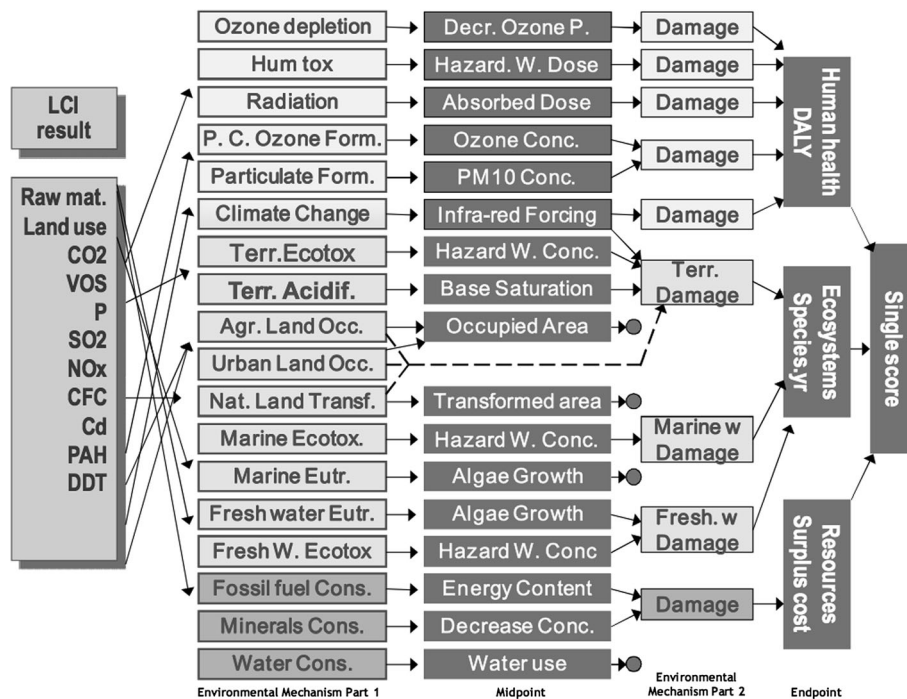 LCI
result
Raw mat.
Land use
CO2
VOS
P
SO2
NOx
CFC
Cd
PAH
DDT
Ozone depletion
Hum tox
Radiation
P. C. Ozone Form.
Particulate Form.
Climate Change
Terr.Ecotox
Terr. Acidif.
Agr. Land Occ.
Urban Land Occ.
Nat. Land Transf.
Marine Ecotox.
Marine Eutr.
Fresh water Eutr.
Fresh W. Ecotox
Fossil fuel Cons.
Minerals Cons.
Water Cons.
Environmental Mechanism Part 1
Decr. Ozone P.
Hazard. W. Dose
Absorbed Dose
Ozone Conc.
PM10 Conc.
Infra-red Forcing
Hazard W. Conc.
Base Saturation
Occupied Area
Transformed area
Hazard W. Conc.
Algae Growth
Algae Growth
Hazard W. Conc
Energy Content
Decrease Conc.
Water use
Midpoint
Damage
Damage
Damage
Damage
Damage
Terr.
Damage
Marine w
Damage
Fresh. w
Damage
Damage
Environmental
Mechanism Part 2
Human health
DALY
Ecosystems
Species.yr
Resources
Surplus cost
Endpoint
Single score